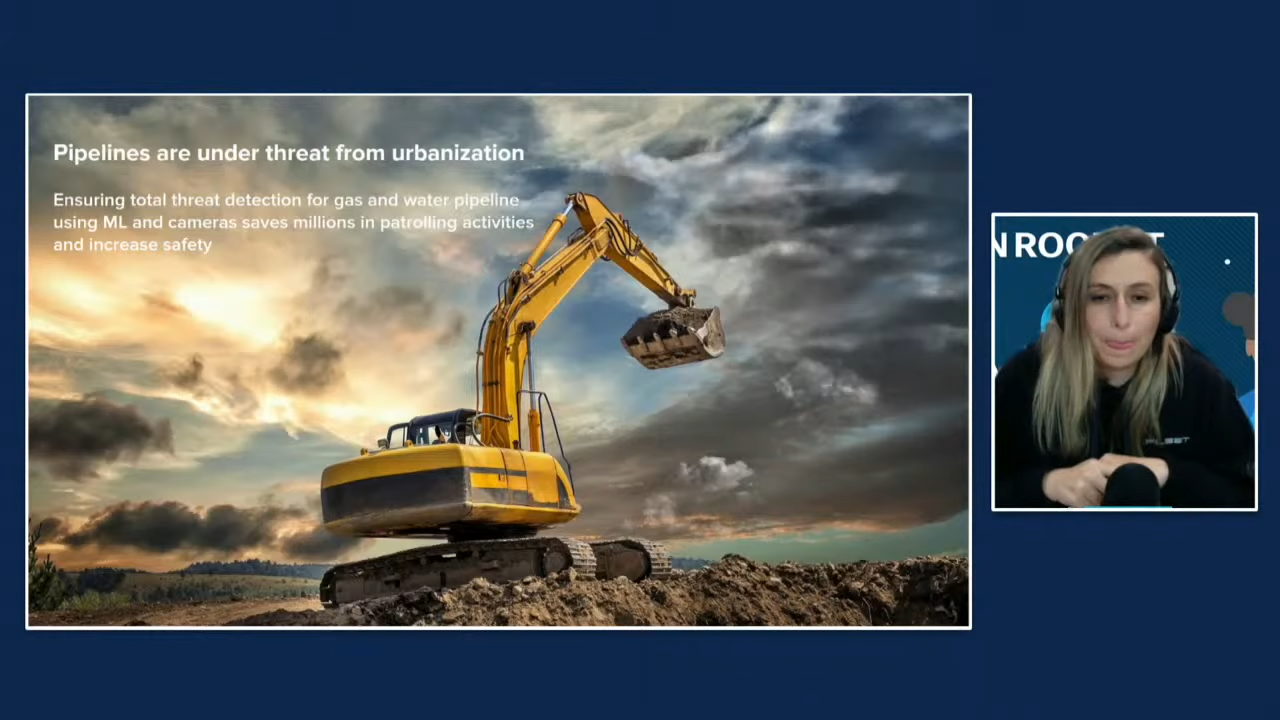 Pipelines are under threat from urbanization
Ensuring total threat detection for gas and water pipeline
using ML and cameras saves millions in patrolling activities
and increase safety